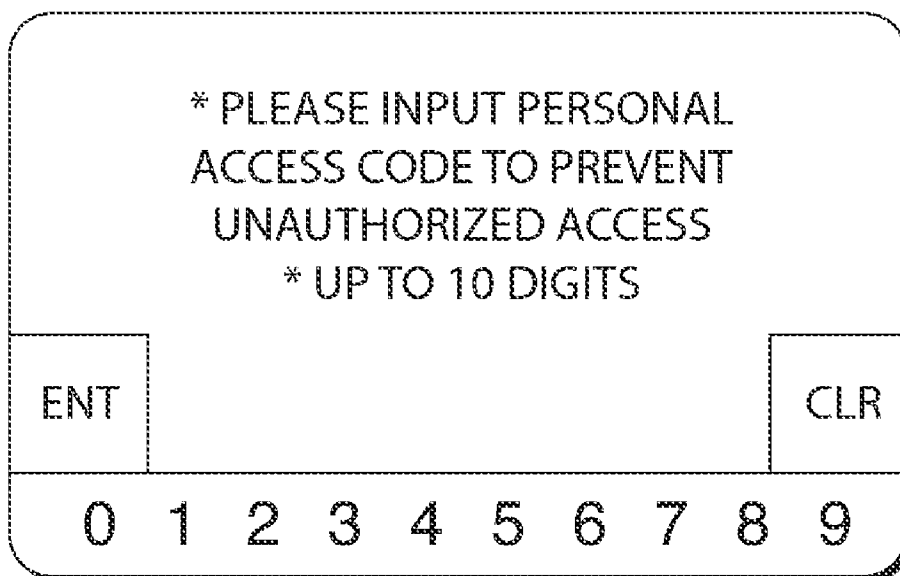 * PLEASE INPUT PERSONAL
ACCESS CODE TO PREVENT
UNAUTHORIZED ACCESS
* UP TO 10 DIGITS
ENT CLR
0 1 2 3 4 5 6 7 8 9